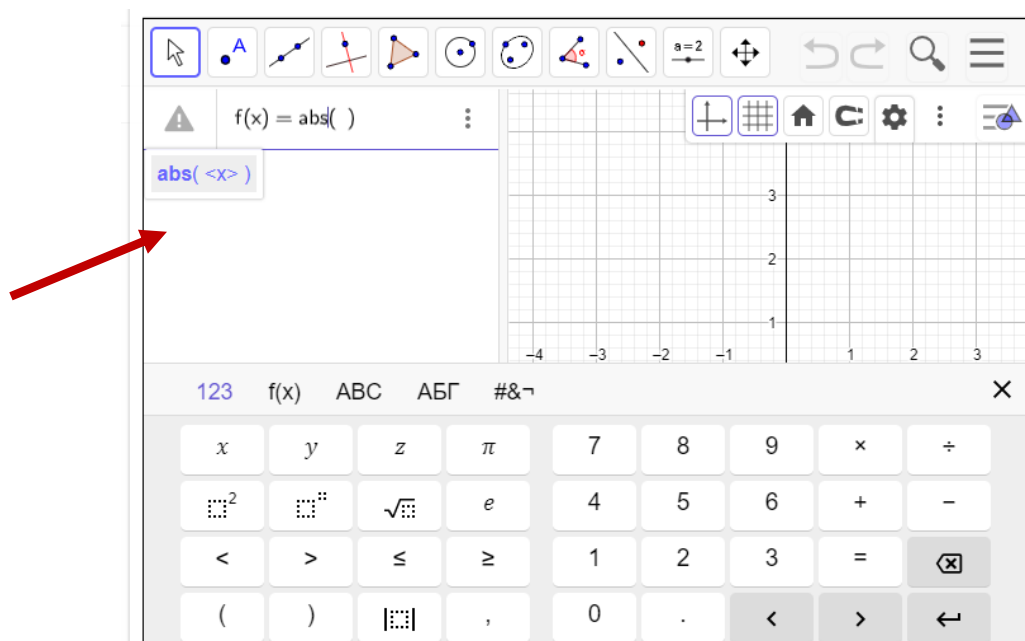 A
α
a=2
f(x) = abs( )
abs( <x> )
3
2
1
–4 –3 –2 –1 1 2 3
123 f(x) ABC АБГ #&¬
x y z π 7 8 9 × ÷
2 √ e 4 5 6 + −
< > ≤ ≥ 1 2 3 =
( ) | | , 0 . < >